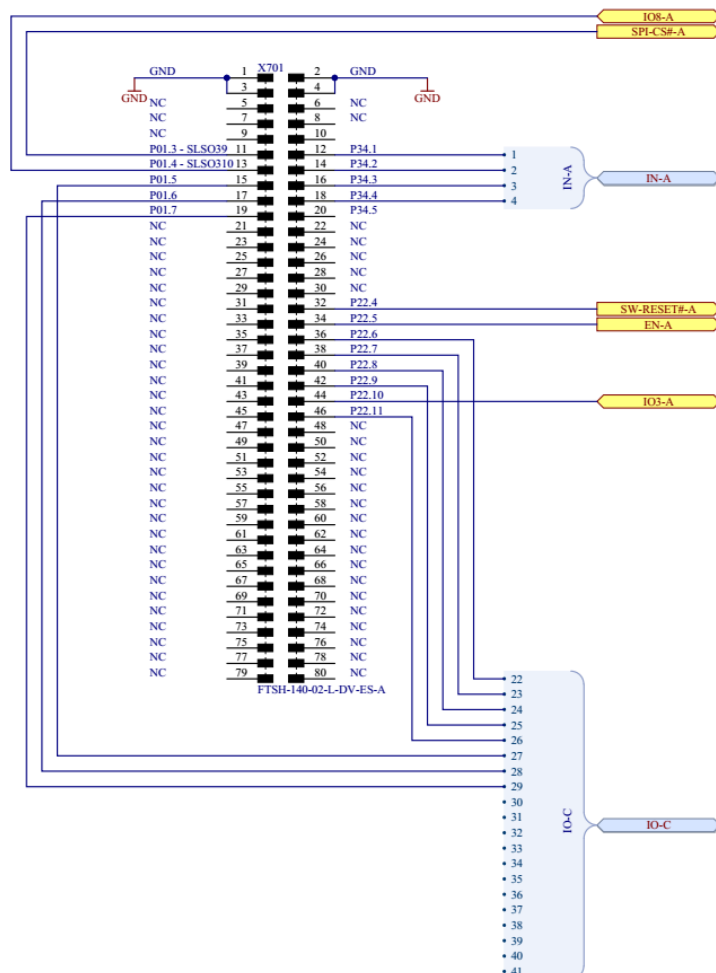 IO8-A
SPI-CS#-A
X701
GND 1 2 GND
3 4
GND GND
NC 5 6 NC
NC 7 8 NC
NC 9 10
P01.3 - SLSO39 11 12 P34.1 1
P01.4 - SLSO310 13 14 P34.2 2
IN-A IN-A
P01.5 15 16 P34.3 3
P01.6 17 18 P34.4 4
P01.7 19 20 P34.5
NC 21 22 NC
NC 23 24 NC
NC 25 26 NC
NC 27 28 NC
NC 29 30 NC
NC 31 32 P22.4 SW-RESET#-A
NC 33 34 P22.5 EN-A
NC 35 36 P22.6
NC 37 38 P22.7
NC 39 40 P22.8
NC 41 42 P22.9
NC 43 44 P22.10 IO3-A
NC 45 46 P22.11
NC 47 48 NC
NC 49 50 NC
NC 51 52 NC
NC 53 54 NC
NC 55 56 NC
NC 57 58 NC
NC 59 60 NC
NC 61 62 NC
NC 63 64 NC
NC 65 66 NC
NC 67 68 NC
NC 69 70 NC
NC 71 72 NC
NC 73 74 NC
NC 75 76 NC
NC 77 78 NC
NC 79 80 NC
FTSH-140-02-L-DV-ES-A
22
23
24
25
26
27
28
29
30
31
IO-C IO-C
32
33
34
35
36
37
38
39
40
41